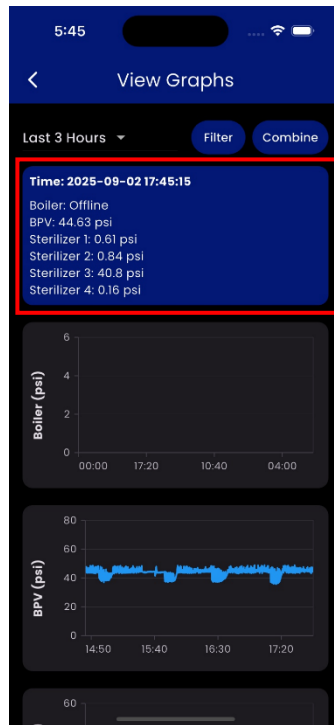 5:45
View Graphs
Last 3 Hours
Filter
Combine
Time: 2025-09-02 17:45:15
Boiler: Offline
BPV: 44.63 psi
Sterilizer 1: 0.61 psi
Sterilizer 2: 0.84 psi
Sterilizer 3: 40.8 psi
Sterilizer 4: 0.16 psi
Boiler (psi)
6
4
2
0
00:00 17:20 10:40 04:00
BPV (psi)
80
60
40
20
0
14:50 15:40 16:30 17:20
60